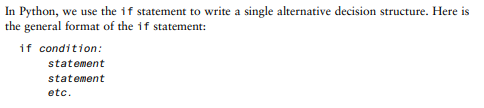 In Python, we use the if statement to write a single alternative decision structure. Here is
the general format of the if statement:
if condition:
    statement
    statement
    etc.